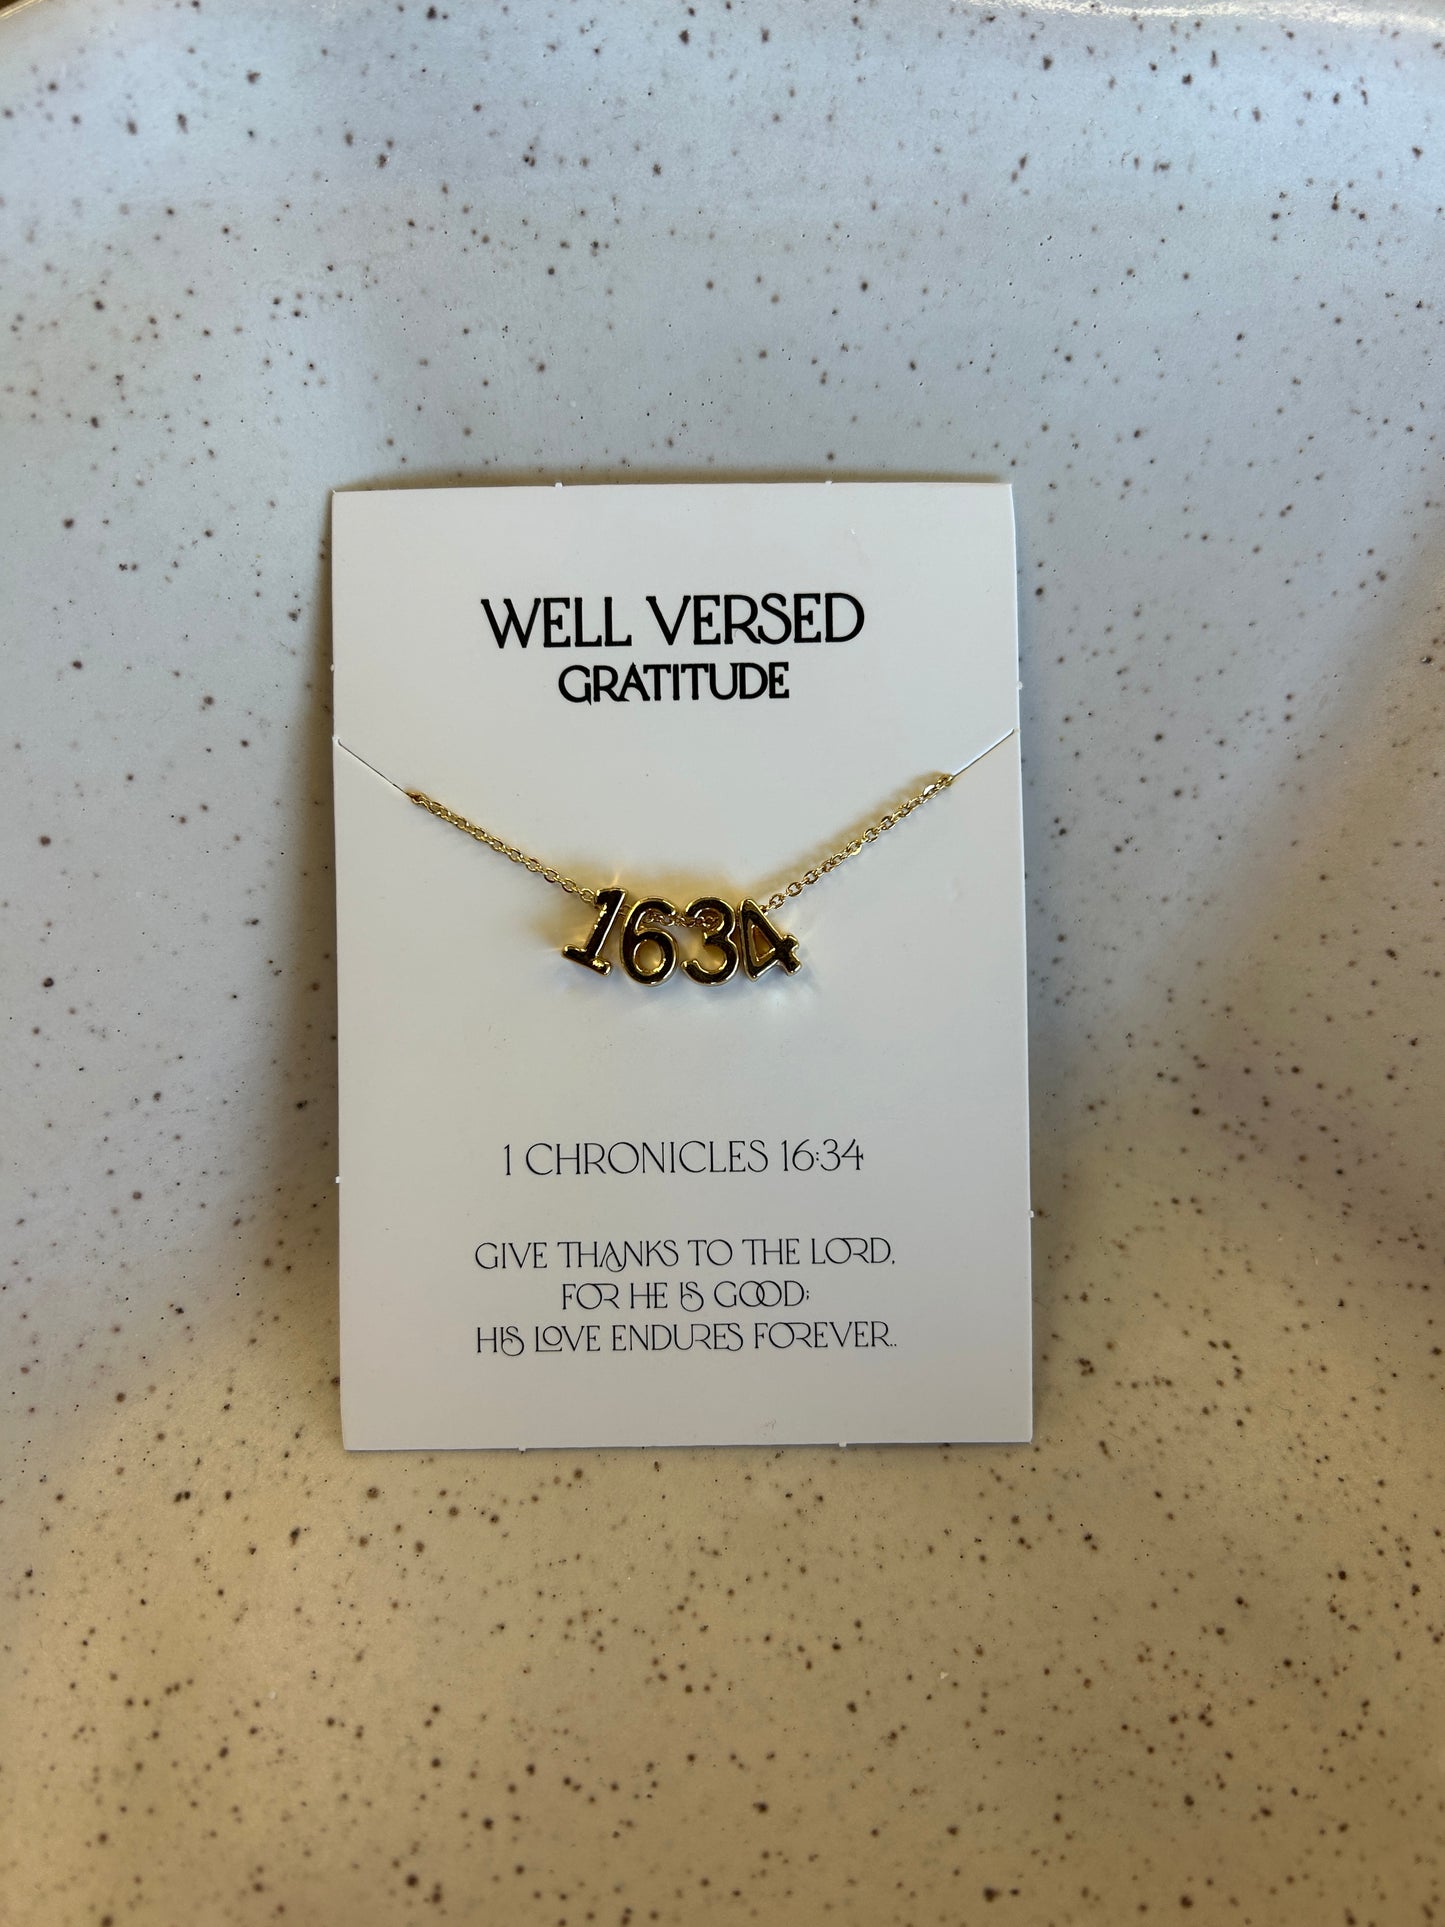 WELL VERSED
GRATITUDE
1634
1 CHRONICLES 16:34
GIVE THANKS TO THE LORD,
FOR HE IS GOOD;
HIS LOVE ENDURES FOREVER..